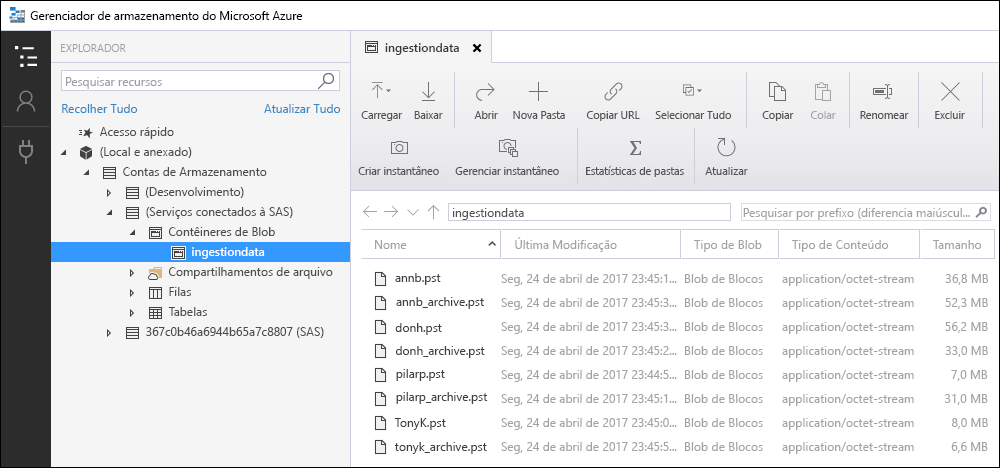 Gerenciador de armazenamento do Microsoft Azure
EXPLORADOR
Pesquisar recursos
Recolher Tudo Atualizar Tudo
Acesso rápido
(Local e anexado)
Contas de Armazenamento
(Desenvolvimento)
(Serviços conectados à SAS)
Contêineres de Blob
ingestiondata
Compartilhamentos de arquivo
Filas
Tabelas
367c0b46a6944b65a7c8807 (SAS)
ingestiondata
Carregar Baixar Abrir Nova Pasta Copiar URL Selecionar Tudo Copiar Colar Renomear Excluir
Criar instantâneo Gerenciar instantâneo Estatísticas de pastas Atualizar
ingestiondata Pesquisar por prefixo (diferencia maiúscul...
Nome Última Modificação Tipo de Blob Tipo de Conteúdo Tamanho
annb.pst Seg, 24 de abril de 2017 23:45:1... Blob de Blocos application/octet-stream 36,8 MB
annb_archive.pst Seg, 24 de abril de 2017 23:45:3... Blob de Blocos application/octet-stream 52,3 MB
donh.pst Seg, 24 de abril de 2017 23:45:3... Blob de Blocos application/octet-stream 56,2 MB
donh_archive.pst Seg, 24 de abril de 2017 23:45:2... Blob de Blocos application/octet-stream 33,0 MB
pilarp.pst Seg, 24 de abril de 2017 23:44:5... Blob de Blocos application/octet-stream 7,0 MB
pilarp_archive.pst Seg, 24 de abril de 2017 23:45:1... Blob de Blocos application/octet-stream 31,0 MB
TonyK.pst Seg, 24 de abril de 2017 23:45:0... Blob de Blocos application/octet-stream 8,0 MB
tonyk_archive.pst Seg, 24 de abril de 2017 23:45:5... Blob de Blocos application/octet-stream 6,6 MB